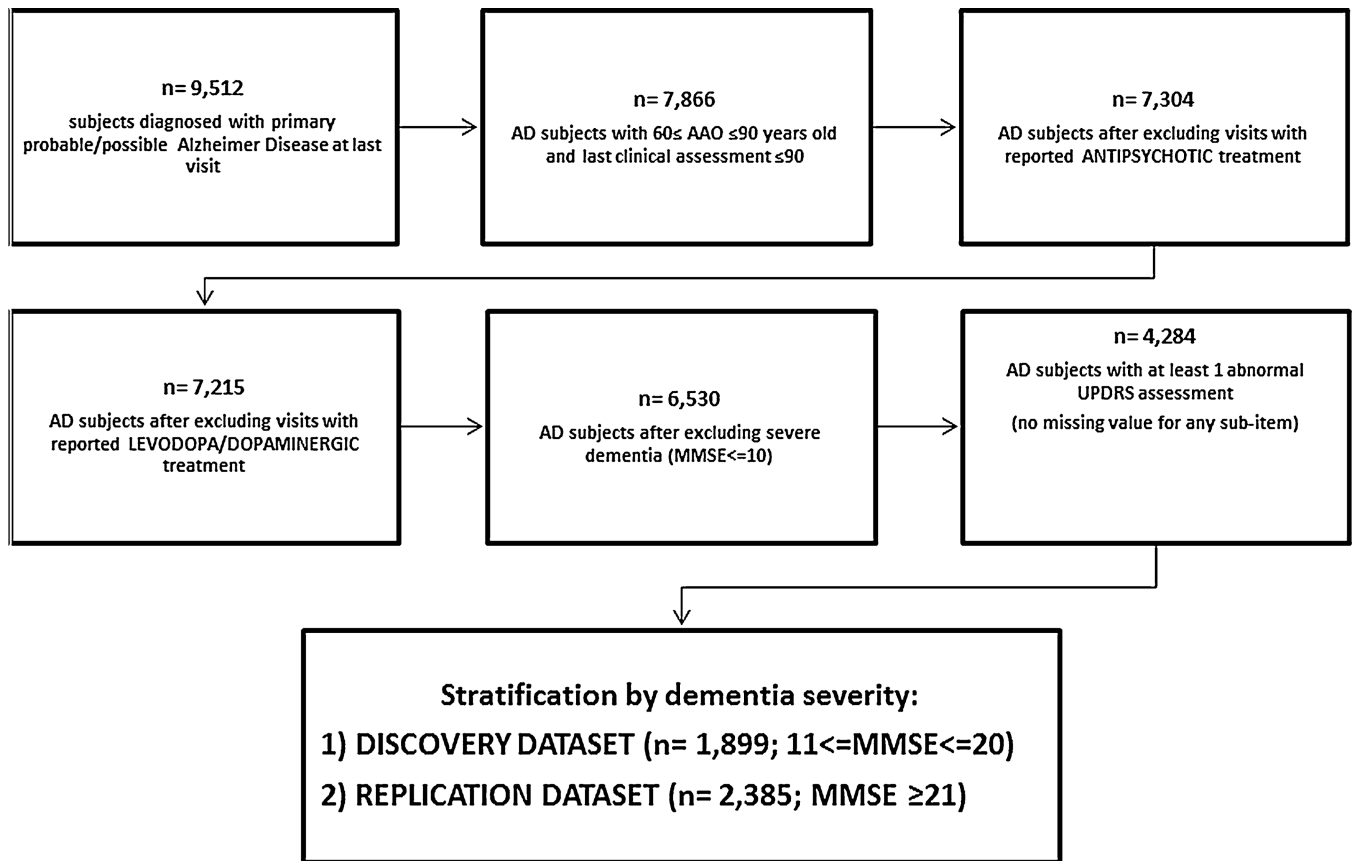 n= 9,512
subjects diagnosed with primary
probable/possible Alzheimer Disease at last
visit
n= 7,866
AD subjects with 60≤ AAO ≤90 years old
and last clinical assessment ≤90
n= 7,304
AD subjects after excluding visits with
reported ANTIPSYCHOTIC treatment
n= 7,215
AD subjects after excluding visits with
reported LEVODOPA/DOPAMINERGIC
treatment
n= 6,530
AD subjects after excluding severe
dementia (MMSE<=10)
n= 4,284
AD subjects with at least 1 abnormal
UPDRS assessment
(no missing value for any sub-item)
Stratification by dementia severity:
1) DISCOVERY DATASET (n= 1,899; 11<=MMSE<=20)
2) REPLICATION DATASET (n= 2,385; MMSE ≥21)